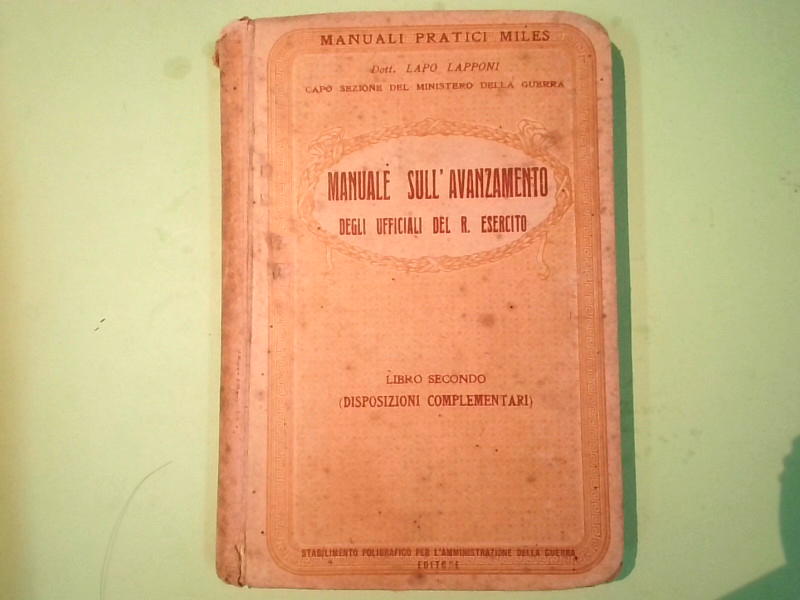 MANUALI PRATICI MILES
Dott. LAPO LAPPONI
CAPO SEZIONE DEL MINISTERO DELLA GUERRA
MANUALE SULL'AVANZAMENTO
DEGLI UFFICIALI DEL R. ESERCITO
LIBRO SECONDO
(DISPOSIZIONI COMPLEMENTARI)
STABILIMENTO POLIGRAFICO PER L'AMMINISTRAZIONE DELLA GUERRA
EDITORE